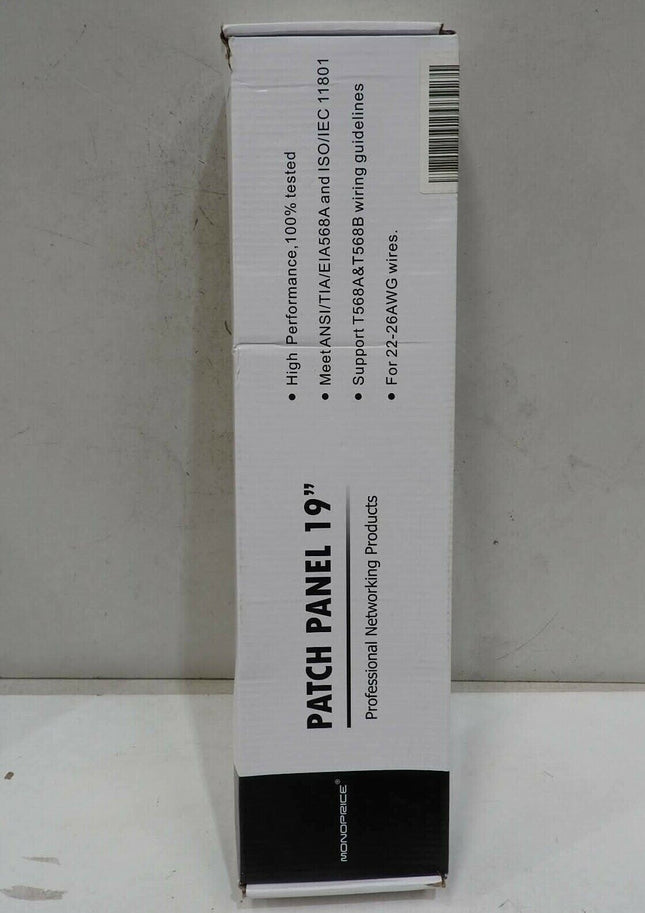 MONOPRICE®
PATCH PANEL 19”
Professional Networking Products
● High Performance,100% tested
● MeetANSI/TIA/EIA568A and ISO/IEC 11801
● Support T568A&T568B wiring guidelines
● For 22-26AWG wires.